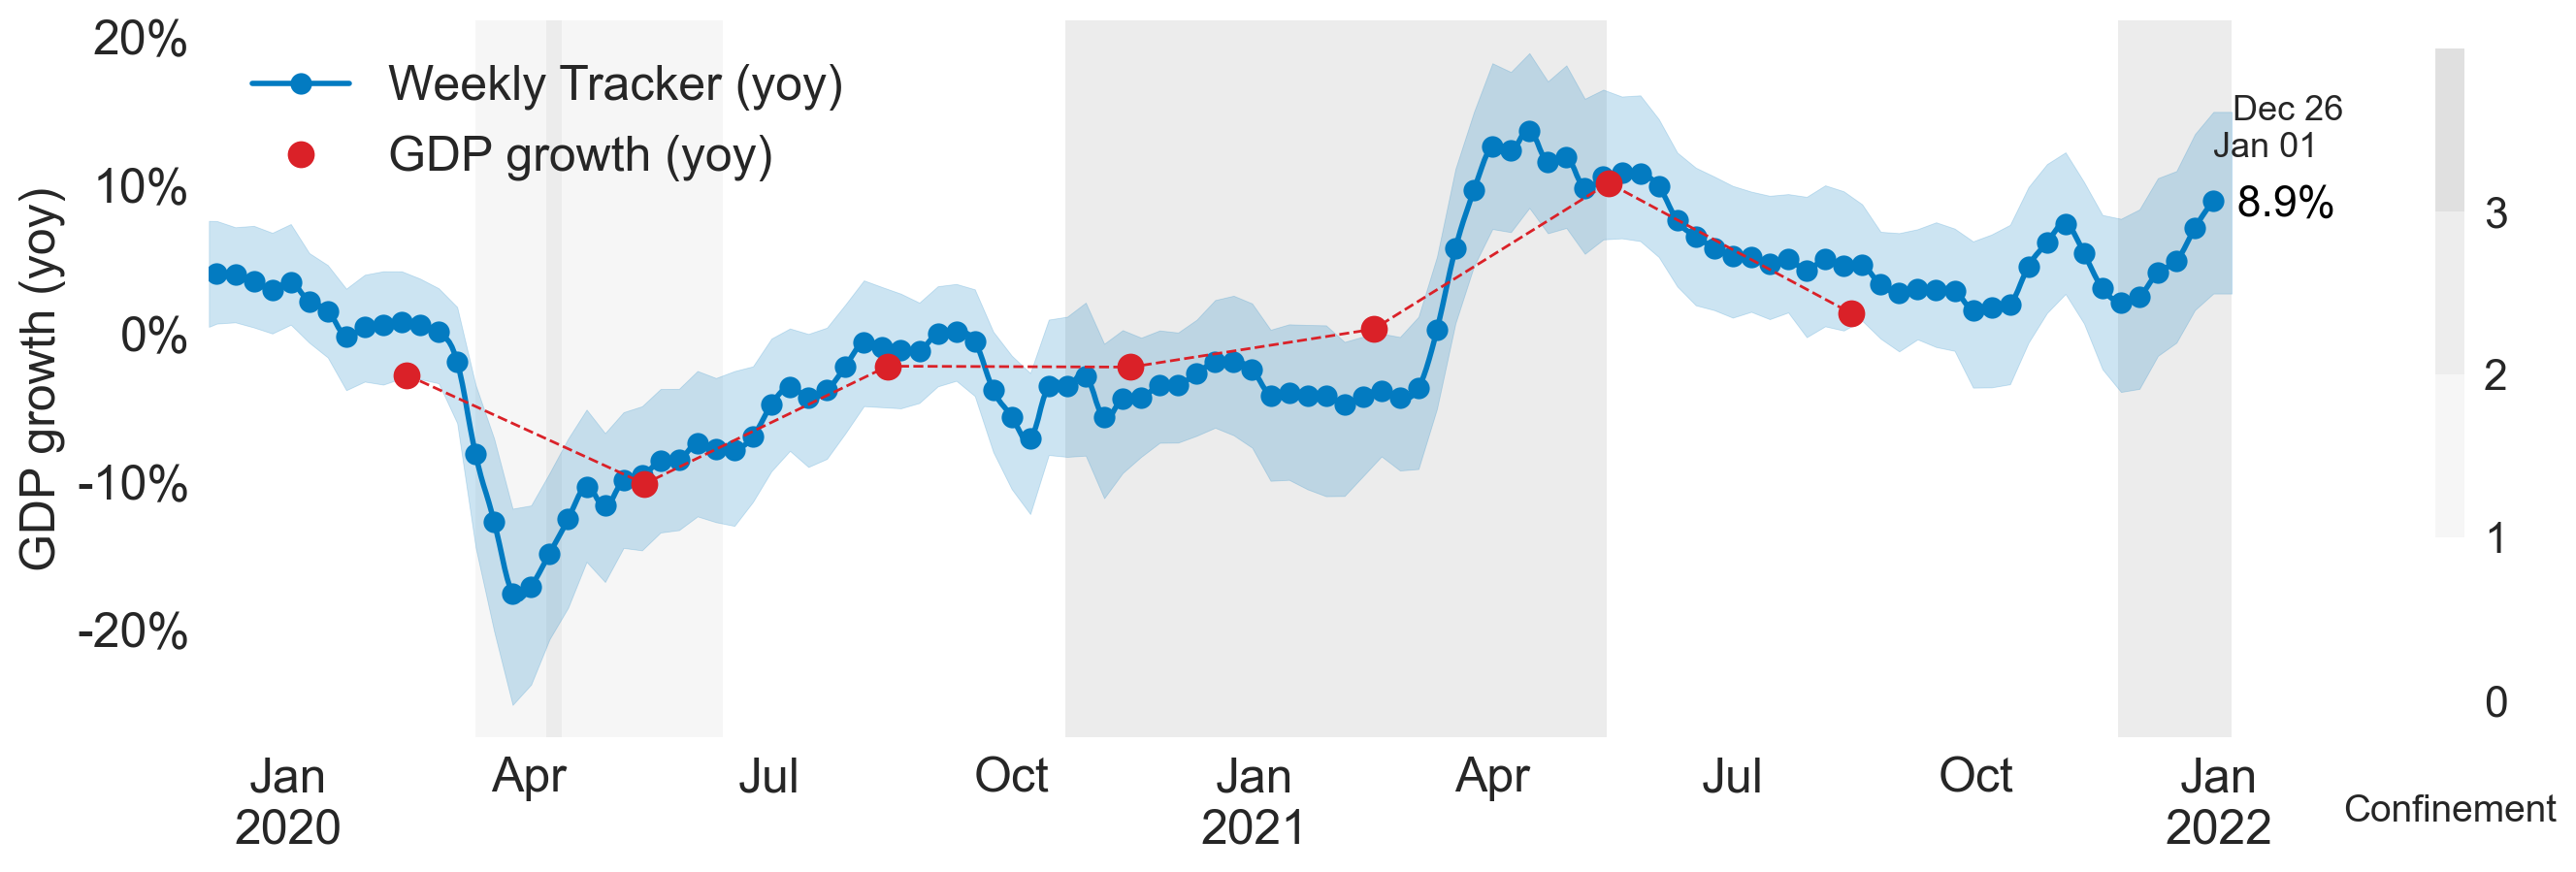 20%
10%
0%
-10%
-20%
GDP growth (yoy)
Weekly Tracker (yoy)
GDP growth (yoy)
Dec 26
Jan 01
8.9%
3
2
1
0
Confinement
Jan Apr Jul Oct Jan Apr Jul Oct Jan
2020 2021 2022